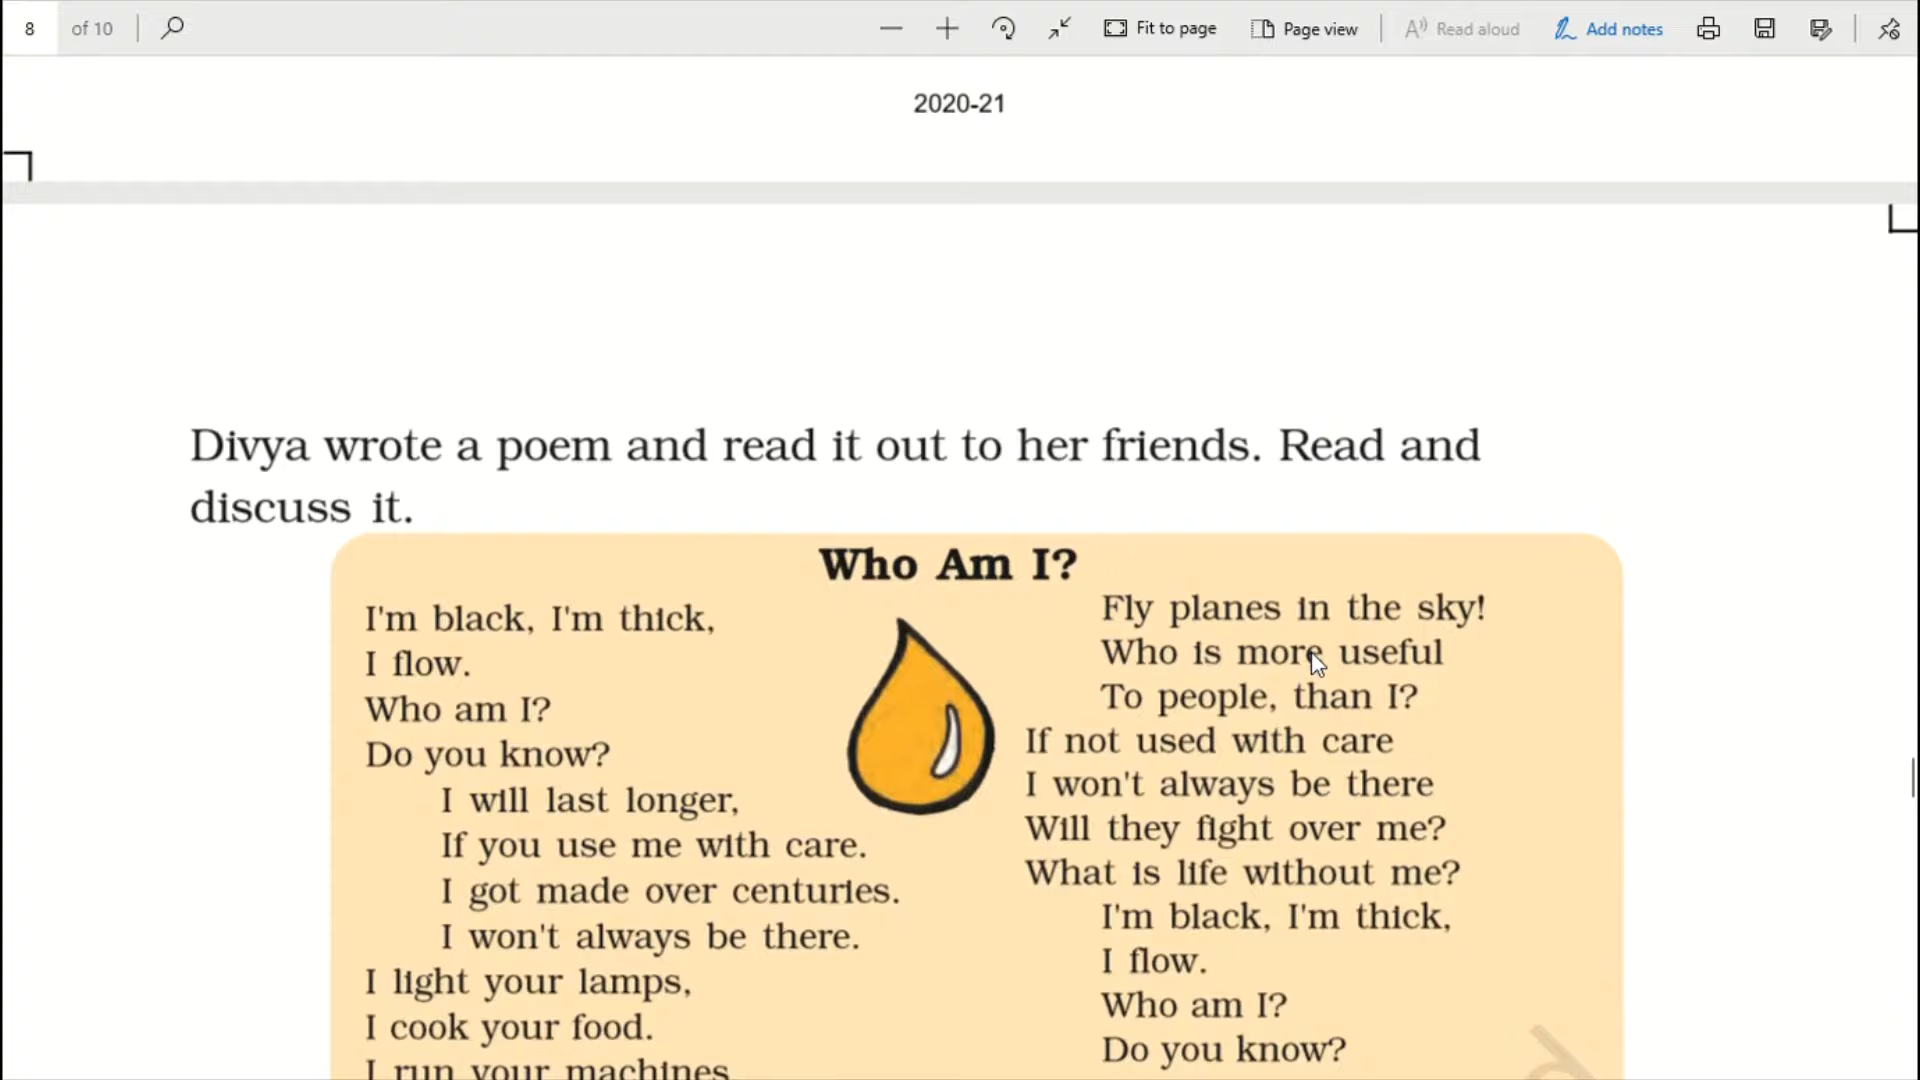 8 of 10 Fit to page Page view Read aloud Add notes
2020-21
Divya wrote a poem and read it out to her friends. Read and
discuss it.
Who Am I?
I'm black, I'm thick,
I flow.
Who am I?
Do you know?
I will last longer,
If you use me with care.
I got made over centuries.
I won't always be there.
I light your lamps,
I cook your food.
I run your machines
Fly planes in the sky!
Who is more useful
To people, than I?
If not used with care
I won't always be there
Will they fight over me?
What is life without me?
I'm black, I'm thick,
I flow.
Who am I?
Do you know?
d